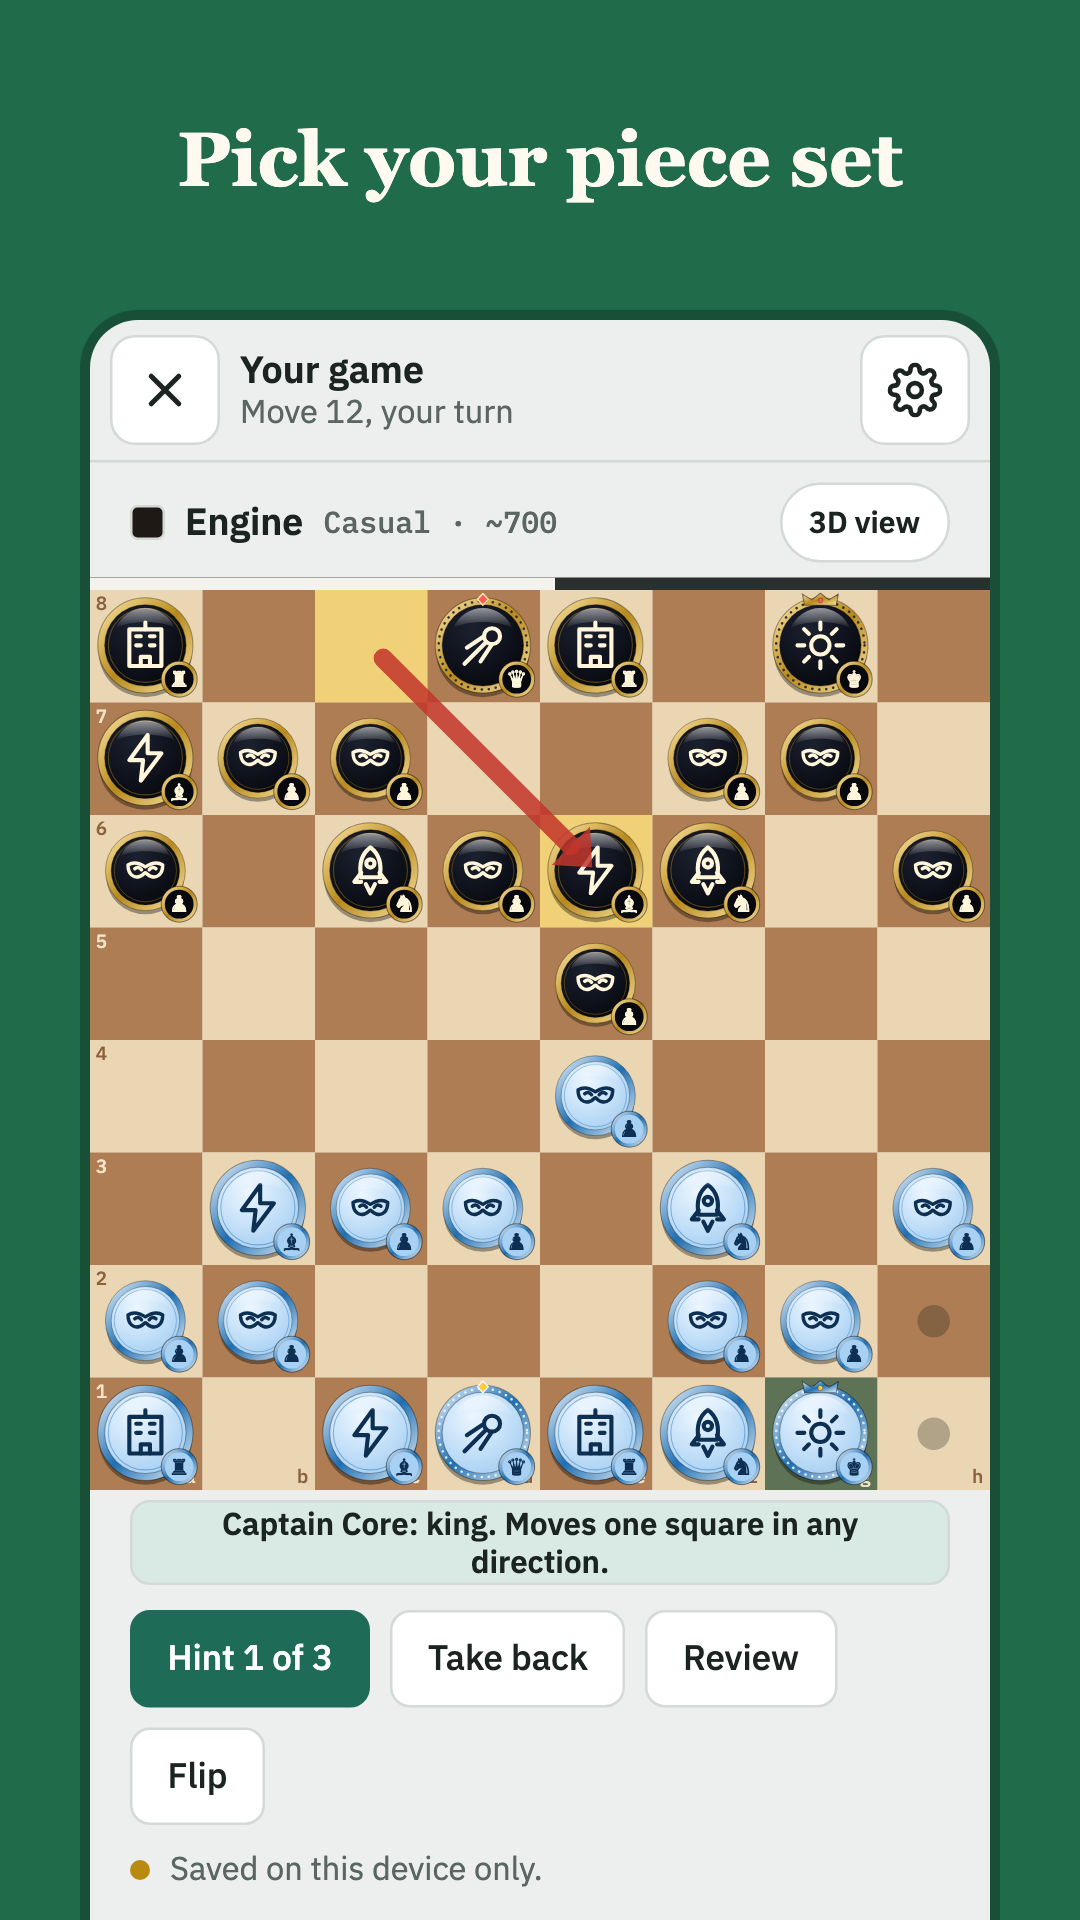 Pick your piece set
Your game
Move 12, your turn
Engine Casual · ~700
3D view
8
7
6
5
4
3
2
1
b
h
Captain Core: king. Moves one square in any
direction.
Hint 1 of 3
Take back
Review
Flip
Saved on this device only.